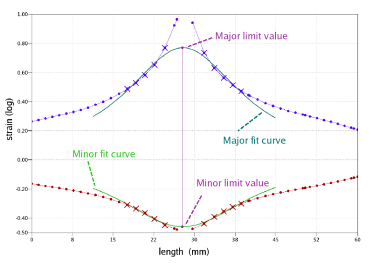 1.00
Major limit value
0.80
0.60
0.40
Major fit curve
0.20
strain (log)
0.00
Minor fit curve
Minor limit value
-0.20
-0.40
-0.50
0 8 15 22 30 38 45 52 60
length (mm)